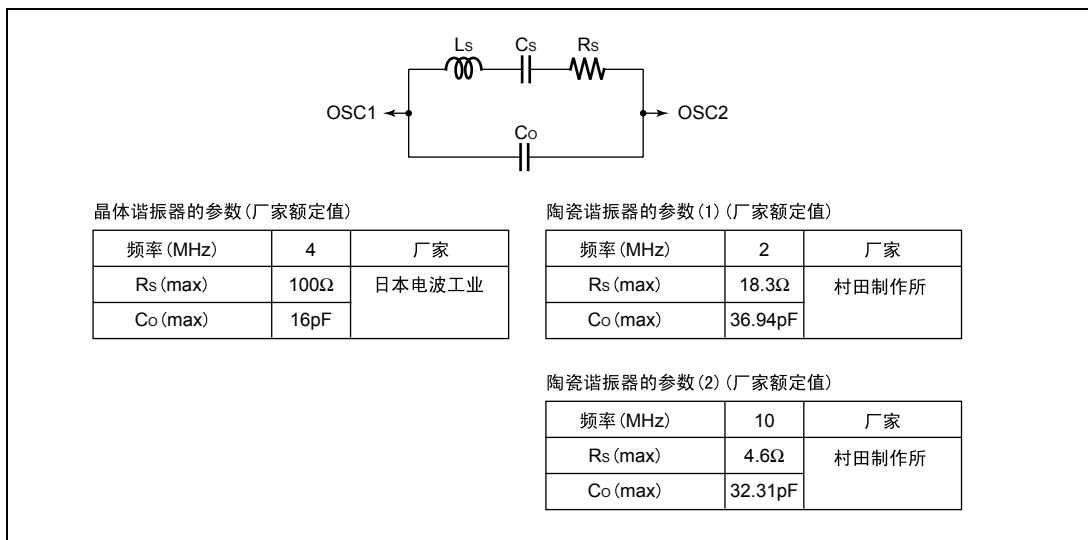 Ls Cs Rs
OSC1 OSC2
Co
晶体谐振器的参数(厂家额定值)
频率(MHz) 4 厂家
Rs(max) 100Ω 日本电波工业
Co(max) 16pF
陶瓷谐振器的参数(1)(厂家额定值)
频率(MHz) 2 厂家
Rs(max) 18.3Ω 村田制作所
Co(max) 36.94pF
陶瓷谐振器的参数(2)(厂家额定值)
频率(MHz) 10 厂家
Rs(max) 4.6Ω 村田制作所
Co(max) 32.31pF